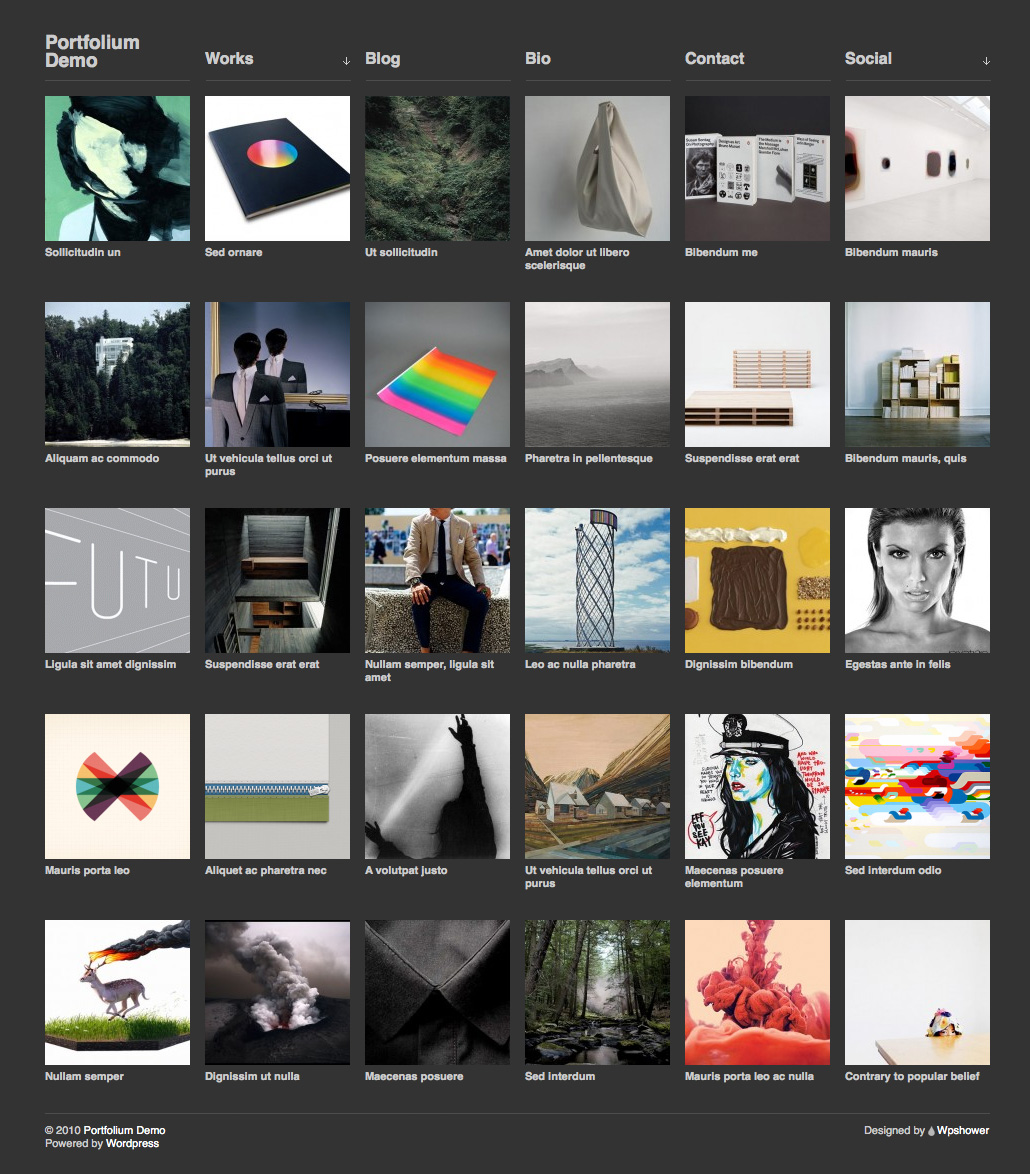 Portfolium
Demo
Works ↓
Blog
Bio
Contact
Social ↓
Sollicitudin un
Sed ornare
Ut sollicitudin
Amet dolor ut libero
scelerisque
Bibendum me
Bibendum mauris
Aliquam ac commodo
Ut vehicula tellus orci ut
purus
Posuere elementum massa
Pharetra in pellentesque
Suspendisse erat erat
Bibendum mauris, quis
UTU
Ligula sit amet dignissim
Suspendisse erat erat
Nullam semper, ligula sit
amet
Leo ac nulla pharetra
Dignissim bibendum
Egestas ante in felis
EFF
YOU
SEE
KAY
Mauris porta leo
Aliquet ac pharetra nec
A volutpat justo
Ut vehicula tellus orci ut
purus
Maecenas posuere
elementum
Sed interdum odio
Nullam semper
Dignissim ut nulla
Maecenas posuere
Sed interdum
Mauris porta leo ac nulla
Contrary to popular belief
© 2010 Portfolium Demo
Powered by Wordpress
Designed by Wpshower